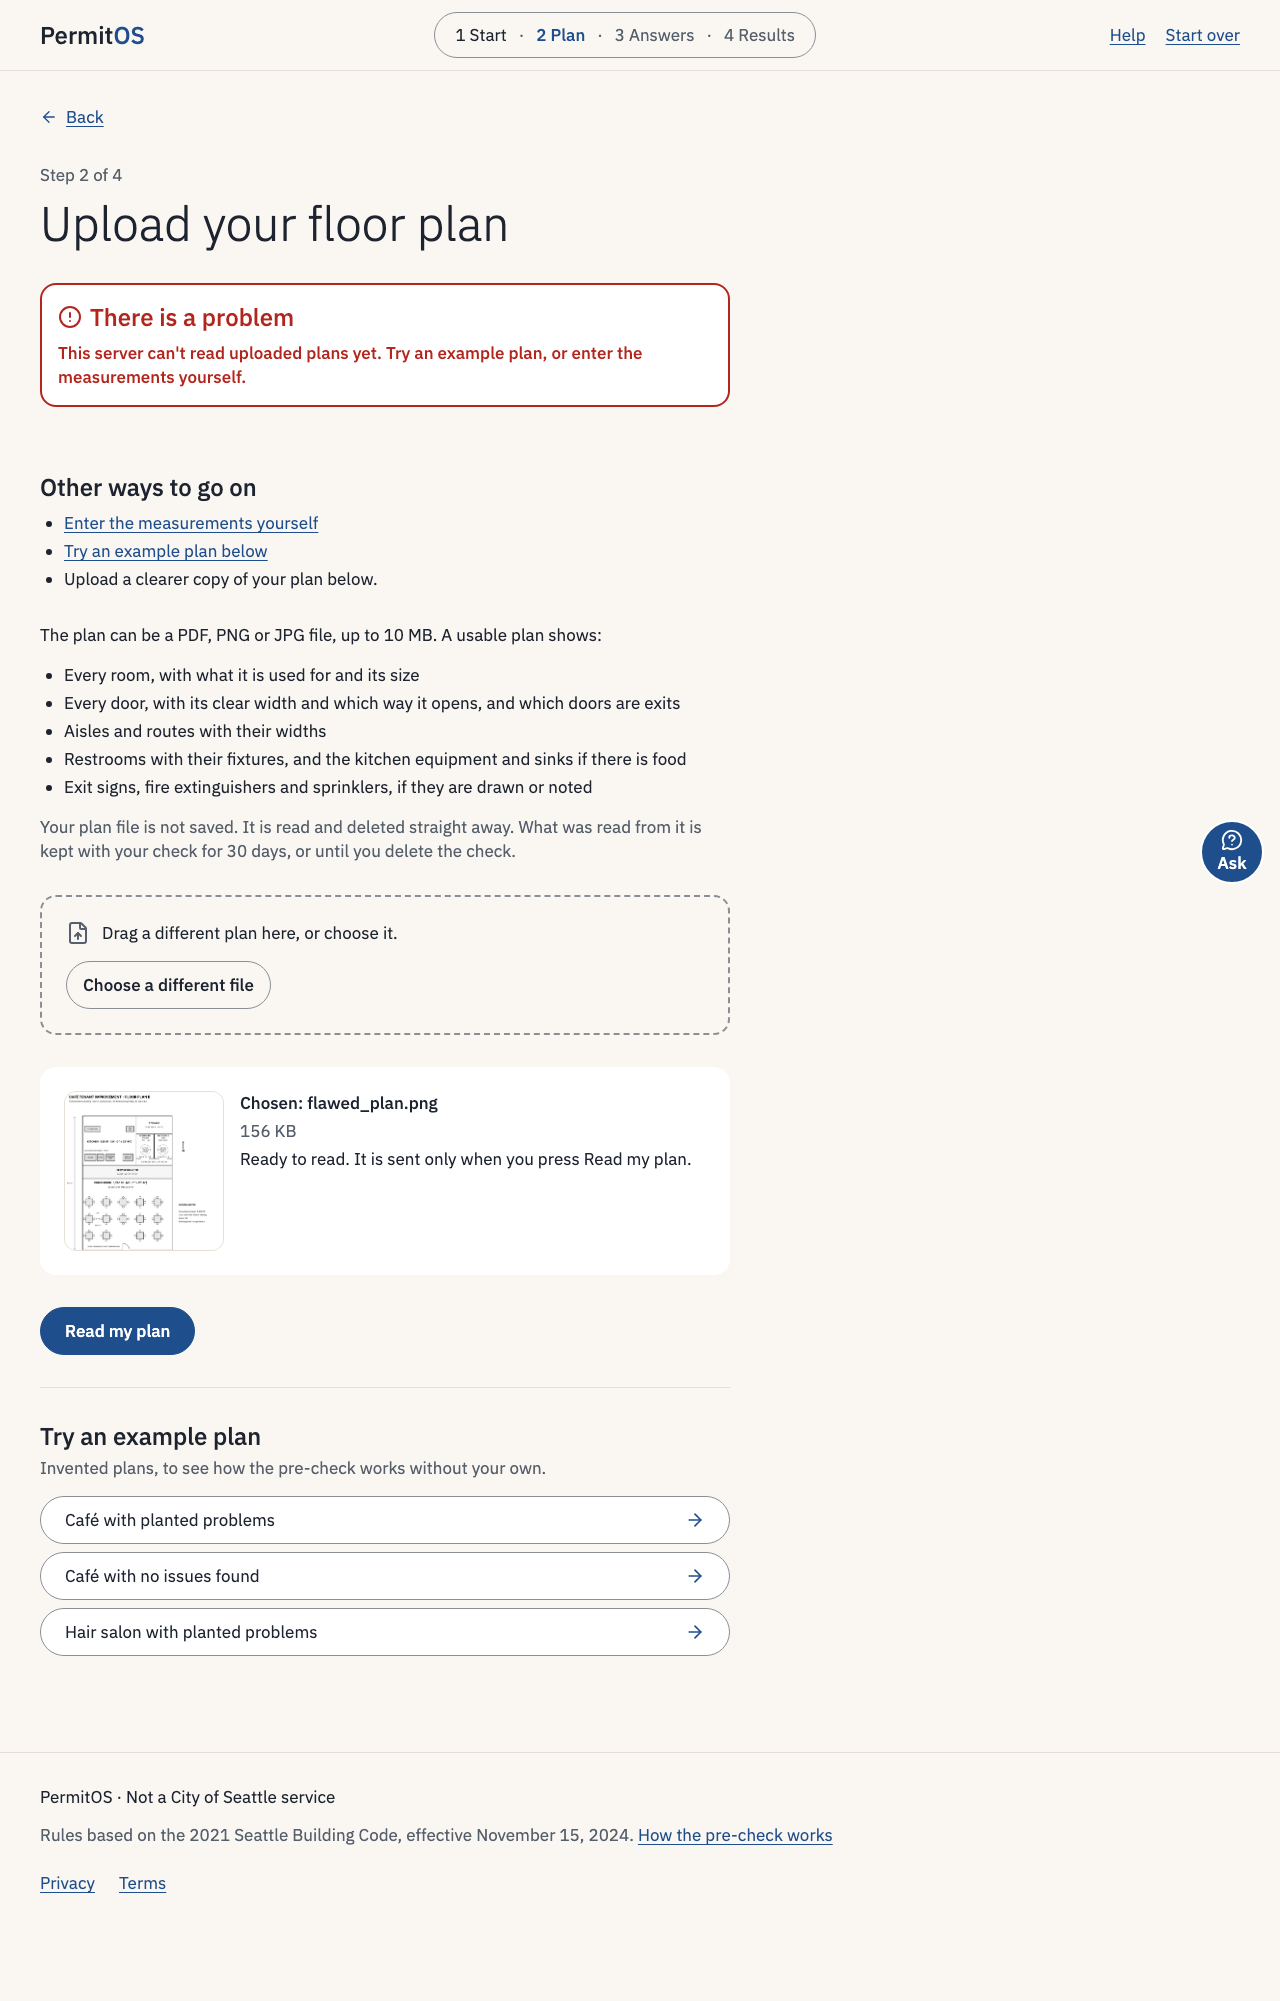 PermitOS
1 Start · 2 Plan · 3 Answers · 4 Results
Help Start over
Back
Step 2 of 4
Upload your floor plan
There is a problem
This server can't read uploaded plans yet. Try an example plan, or enter the
measurements yourself.
Other ways to go on
Enter the measurements yourself
Try an example plan below
Upload a clearer copy of your plan below.
The plan can be a PDF, PNG or JPG file, up to 10 MB. A usable plan shows:
Every room, with what it is used for and its size
Every door, with its clear width and which way it opens, and which doors are exits
Aisles and routes with their widths
Restrooms with their fixtures, and the kitchen equipment and sinks if there is food
Exit signs, fire extinguishers and sprinklers, if they are drawn or noted
Your plan file is not saved. It is read and deleted straight away. What was read from it is
kept with your check for 30 days, or until you delete the check.
Ask
Drag a different plan here, or choose it.
Choose a different file
Chosen: flawed_plan.png
156 KB
Ready to read. It is sent only when you press Read my plan.
Read my plan
Try an example plan
Invented plans, to see how the pre-check works without your own.
Café with planted problems
Café with no issues found
Hair salon with planted problems
PermitOS · Not a City of Seattle service
Rules based on the 2021 Seattle Building Code, effective November 15, 2024. How the pre-check works
Privacy Terms